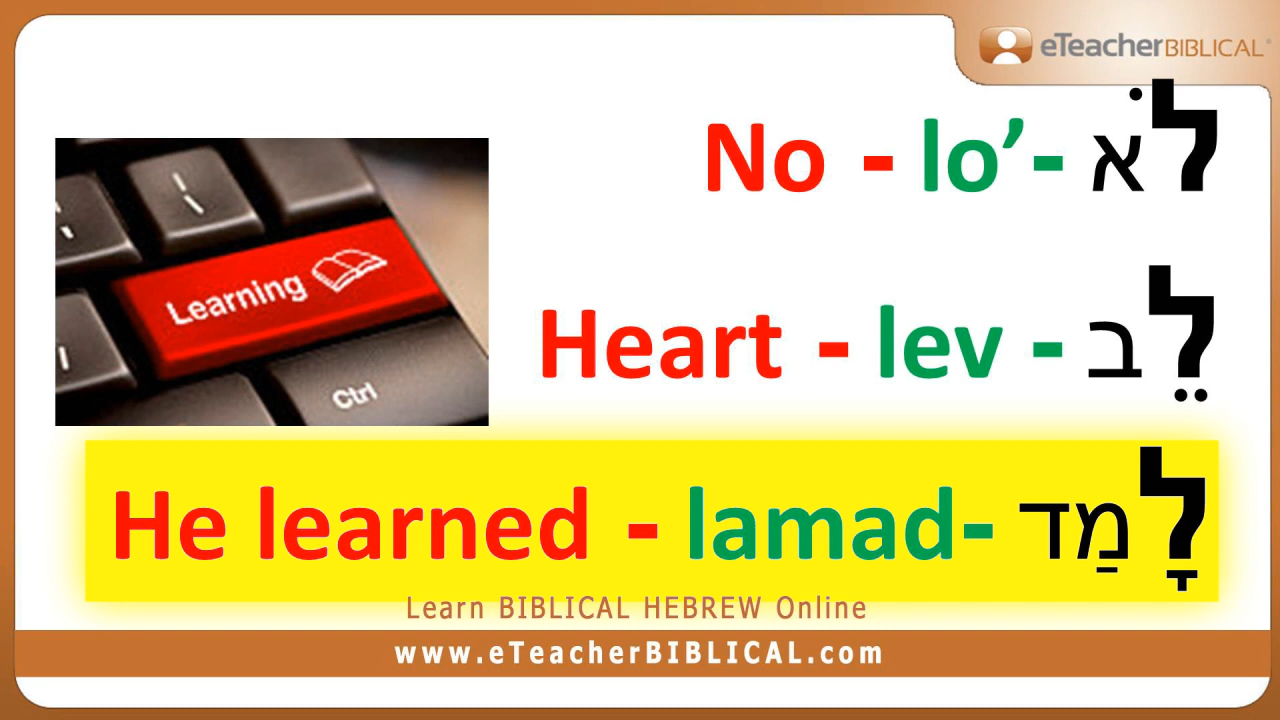 eTeacherBIBLICAL®
No - lo’- לֹא
Learning
Heart - lev - לֵב
Ctrl
He learned - lamad- לָמַד
Learn BIBLICAL HEBREW Online
www.eTeacherBIBLICAL.com